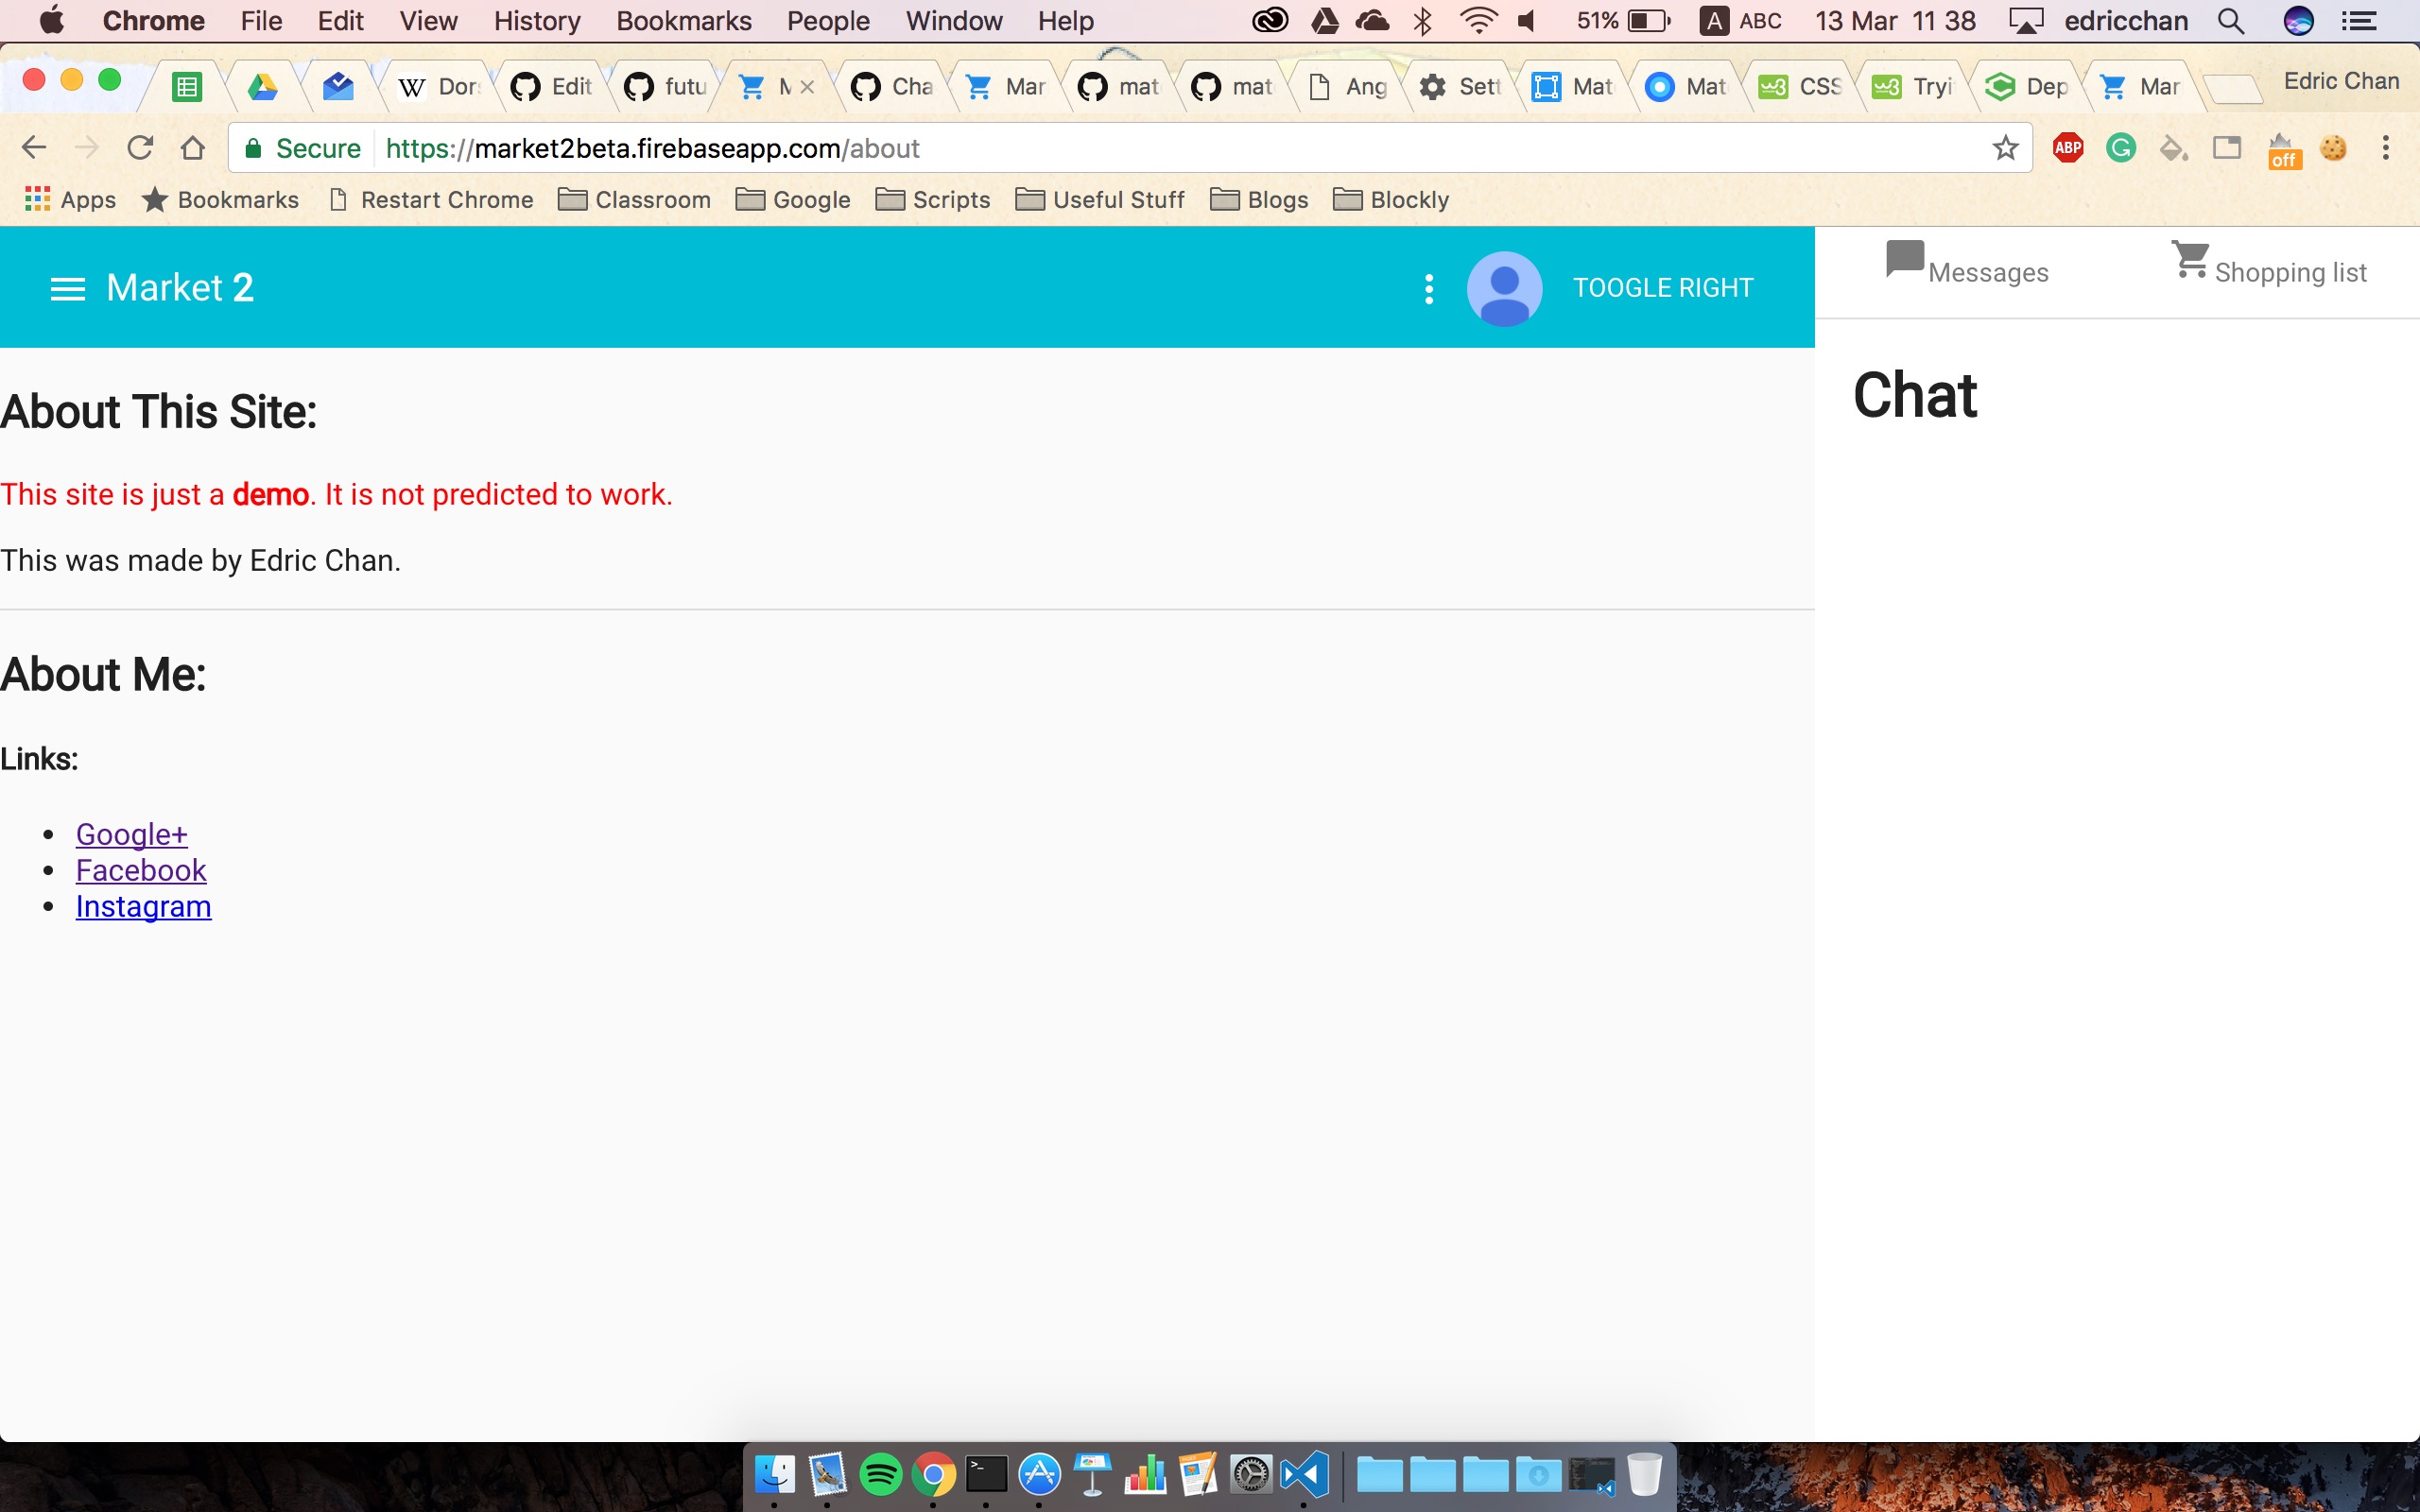 Chrome File Edit View History Bookmarks People Window Help 51% A ABC 13 Mar 11 38 edricchan
W Dor Edit futu M Cha Mar mat mat Ang Sett Mat Mat w3 CSS w3 Tryi Dep Mar Edric Chan
Secure https://market2beta.firebaseapp.com/about ABP off
Apps Bookmarks Restart Chrome Classroom Google Scripts Useful Stuff Blogs Blockly
Market 2 TOOGLE RIGHT Messages Shopping list
Chat
About This Site:
This site is just a demo. It is not predicted to work.
This was made by Edric Chan.
About Me:
Links:
• Google+
• Facebook
• Instagram